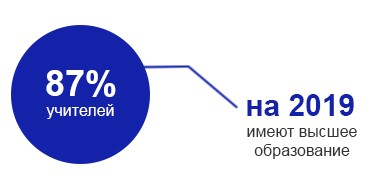 87%
учителей
на 2019
имеют высшее
образование